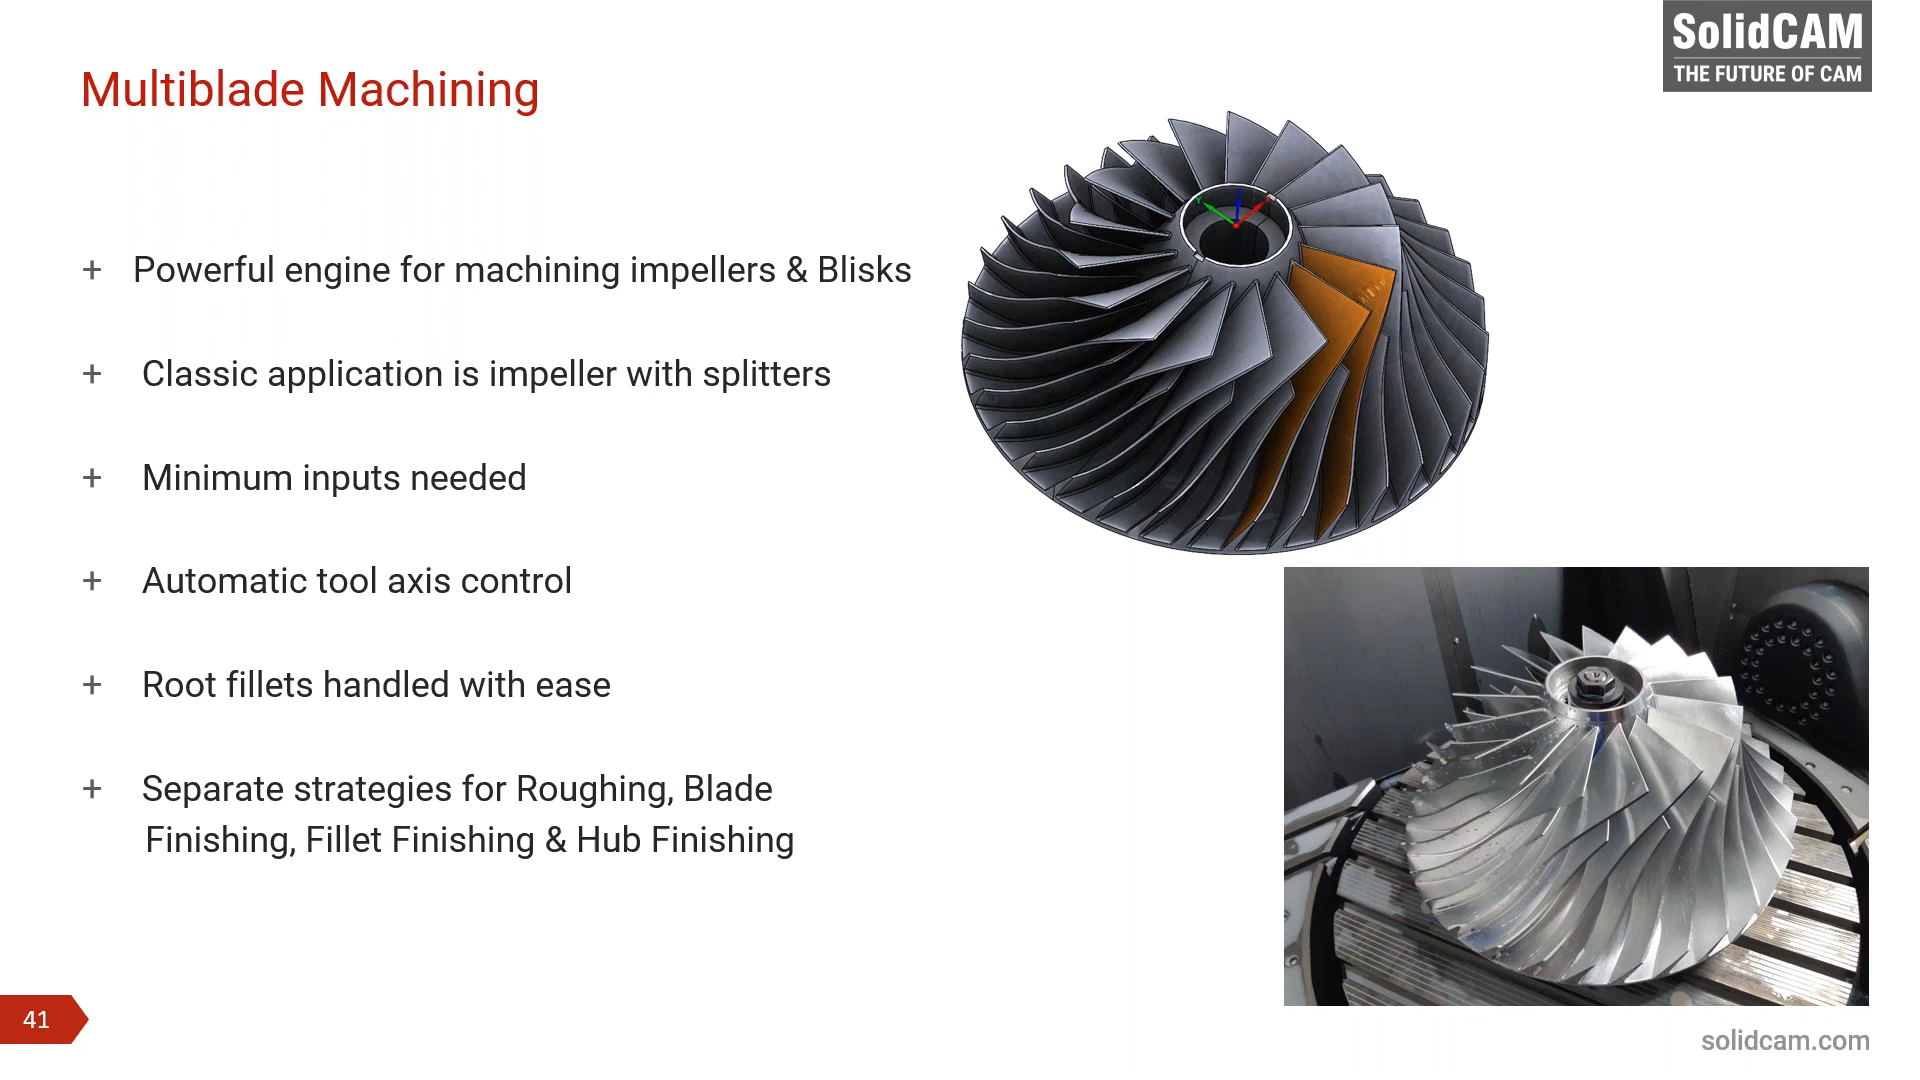 SolidCAM
THE FUTURE OF CAM
Multiblade Machining
+ Powerful engine for machining impellers & Blisks
+ Classic application is impeller with splitters
+ Minimum inputs needed
+ Automatic tool axis control
+ Root fillets handled with ease
+ Separate strategies for Roughing, Blade
Finishing, Fillet Finishing & Hub Finishing
41
solidcam.com